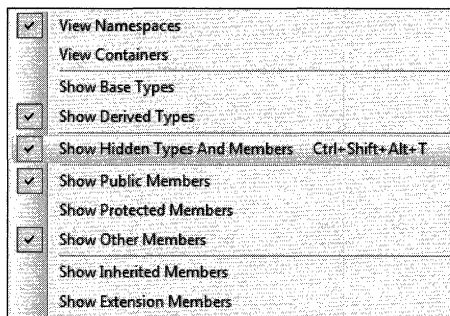 View Namespaces
View Containers
Show Base Types
Show Derived Types
Show Hidden Types And Members Ctrl+Shift+Alt+T
Show Public Members
Show Protected Members
Show Other Members
Show Inherited Members
Show Extension Members